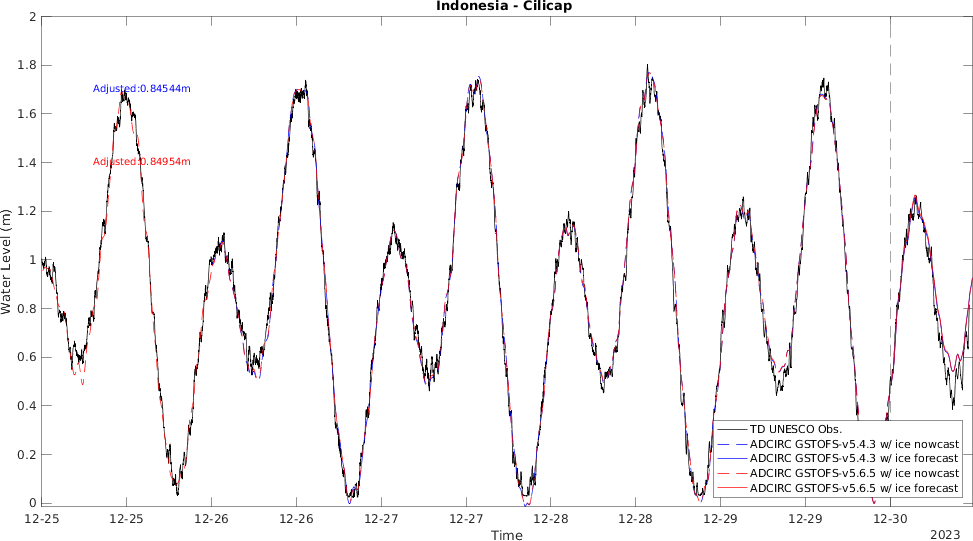 Indonesia - Cilicap
2
1.8
1.6
1.4
1.2
1
0.8
0.6
0.4
0.2
0
Water Level (m)
Adjusted:0.84544m
Adjusted:0.84954m
TD UNESCO Obs.
ADCIRC GSTOFS-v5.4.3 w/ ice nowcast
ADCIRC GSTOFS-v5.4.3 w/ ice forecast
ADCIRC GSTOFS-v5.6.5 w/ ice nowcast
ADCIRC GSTOFS-v5.6.5 w/ ice forecast
12-25 12-25 12-26 12-26 12-27 12-27 12-28 12-28 12-29 12-29 12-30
Time
2023